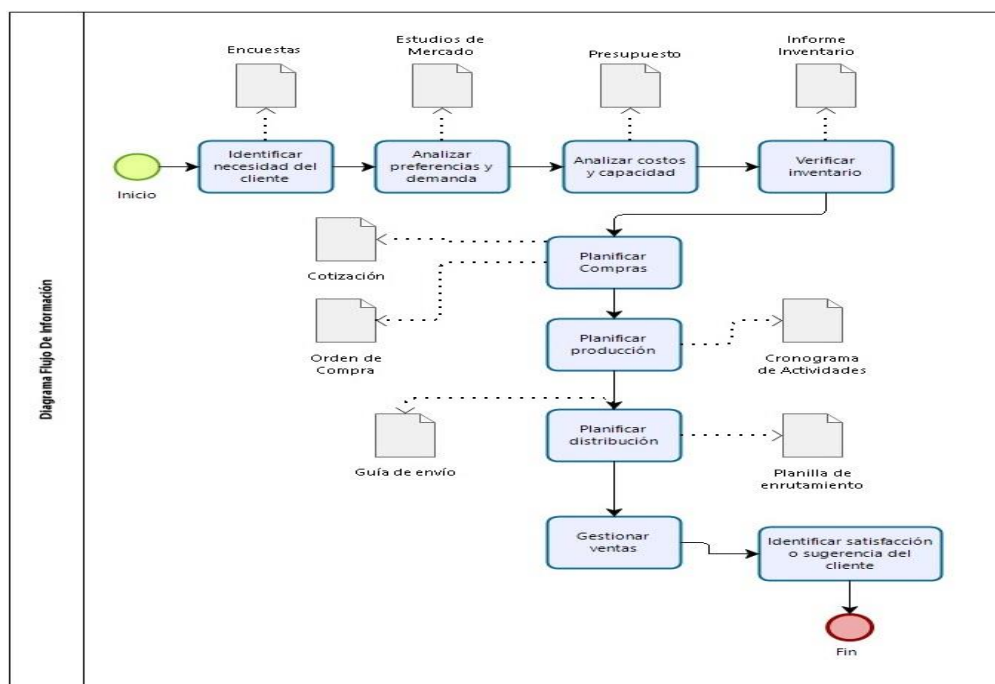 Diagrama Flujo De Información
Encuestas
Estudios de
Mercado
Presupuesto
Informe
Inventario
Inicio
Identificar
necesidad del
cliente
Analizar
preferencias y
demanda
Analizar costos
y capacidad
Verificar
inventario
Cotización
Planificar
Compras
Orden de
Compra
Planificar
producción
Cronograma
de Actividades
Guía de envío
Planificar
distribución
Planilla de
enrutamiento
Gestionar
ventas
Identificar satisfacción
o sugerencia del
cliente
Fin